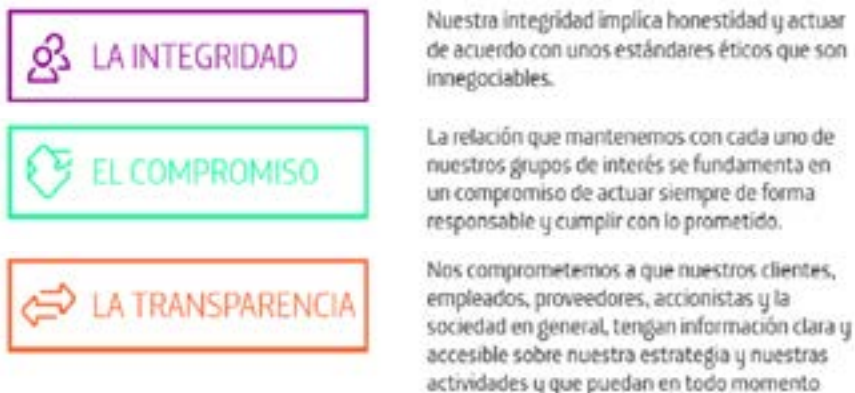 LA INTEGRIDAD
Nuestra integridad implica honestidad y actuar
de acuerdo con unos estándares éticos que son
innegociables.
EL COMPROMISO
La relación que mantenemos con cada uno de
nuestros grupos de interés se fundamenta en
un compromiso de actuar siempre de forma
responsable y cumplir con lo prometido.
LA TRANSPARENCIA
Nos comprometemos a que nuestros clientes,
empleados, proveedores, accionistas y la
sociedad en general, tengan información clara y
accesible sobre nuestra estrategia y nuestras
actividades y que puedan en todo momento